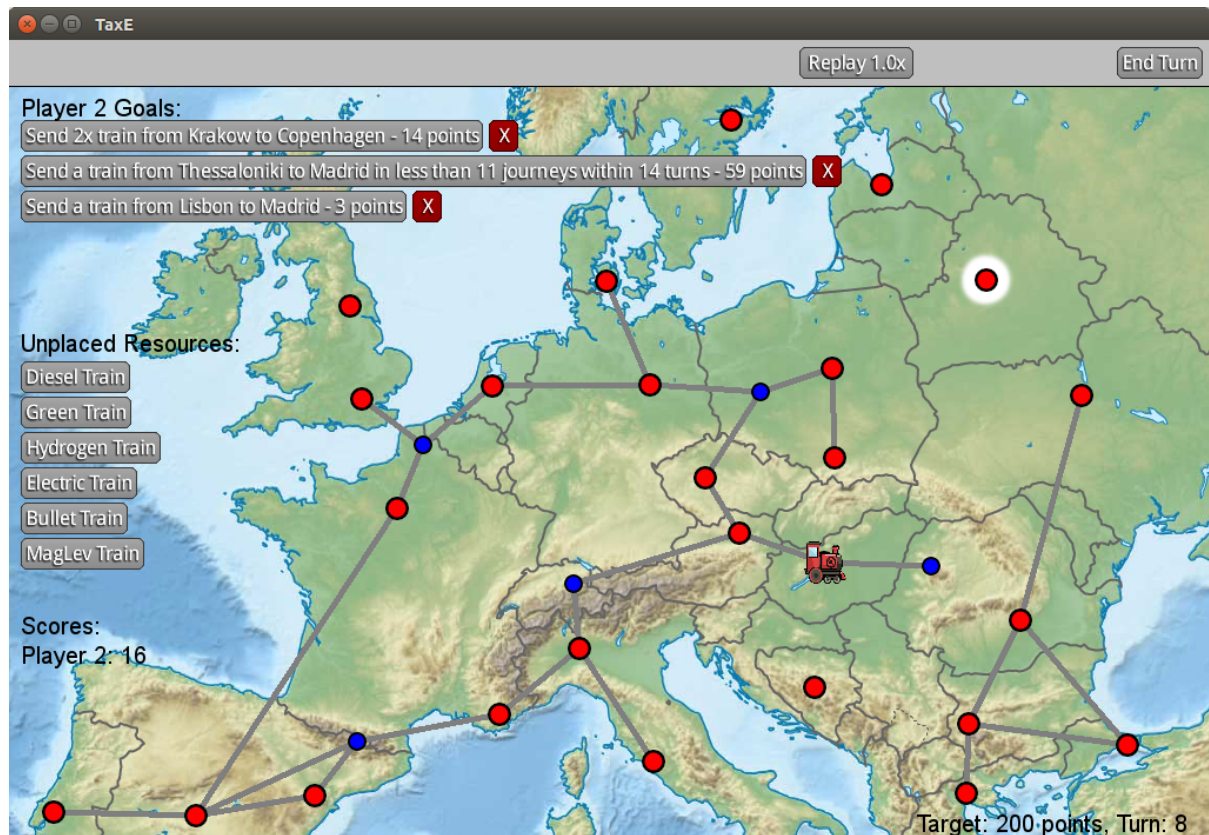 TaxE
Replay 1.0x
End Turn
Player 2 Goals:
Send 2x train from Krakow to Copenhagen - 14 points X
Send a train from Thessaloniki to Madrid in less than 11 journeys within 14 turns - 59 points X
Send a train from Lisbon to Madrid - 3 points X
Unplaced Resources:
Diesel Train
Green Train
Hydrogen Train
Electric Train
Bullet Train
MagLev Train
Scores:
Player 2: 16
Target: 200 points, Turn: 8